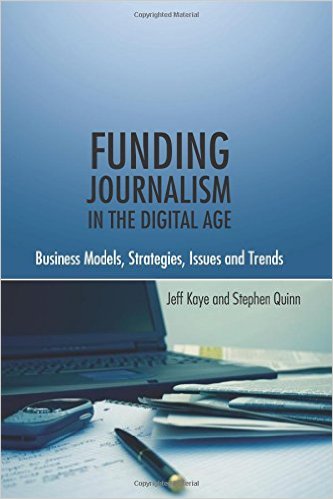 Copyrighted Material
FUNDING
JOURNALISM
IN THE DIGITAL AGE
Business Models, Strategies, Issues and Trends
Jeff Kaye and Stephen Quinn
Copyrighted Material